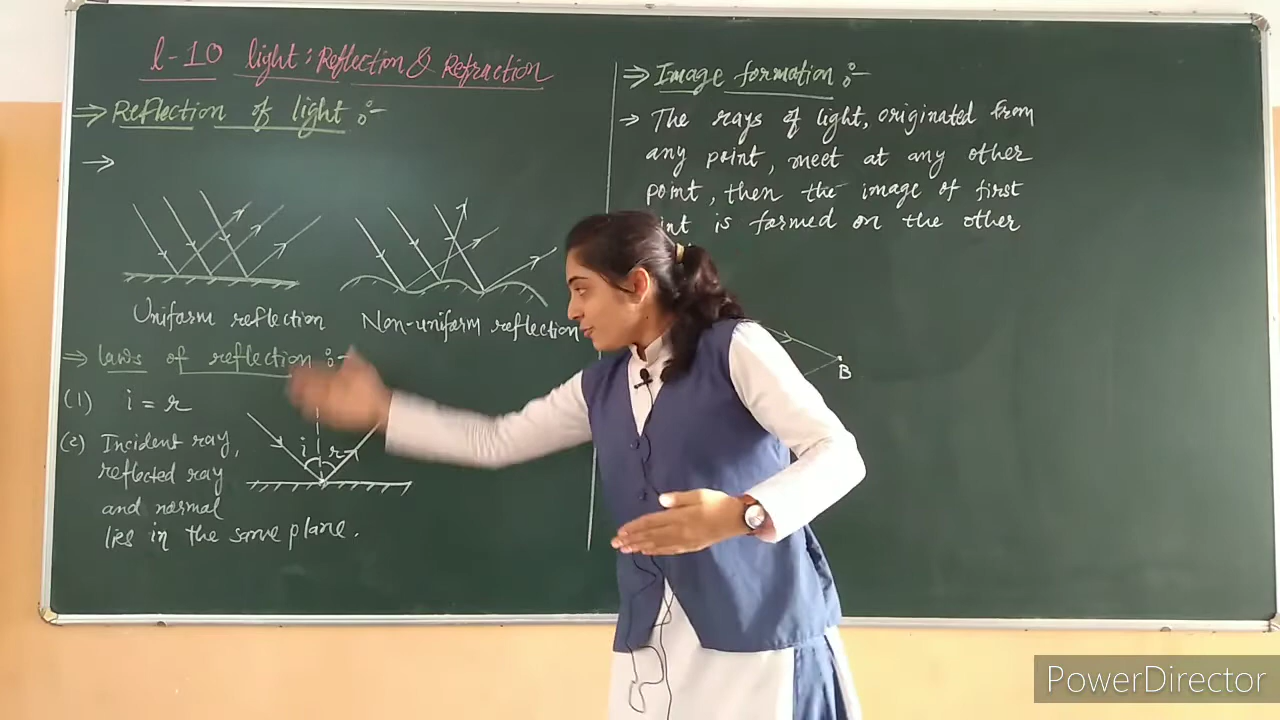 l-10 light: Reflection & Refraction
⇒ Reflection of light :-
→
Uniform reflection
Non-uniform reflection
⇒ laws of reflection :-
(1) i = r
(2) Incident ray,
reflected ray
and normal
lies in the same plane.
i r
⇒ Image formation :-
→ The rays of light, originated from
any point, meet at any other
point, then the image of first
is formed on the other
B
PowerDirector